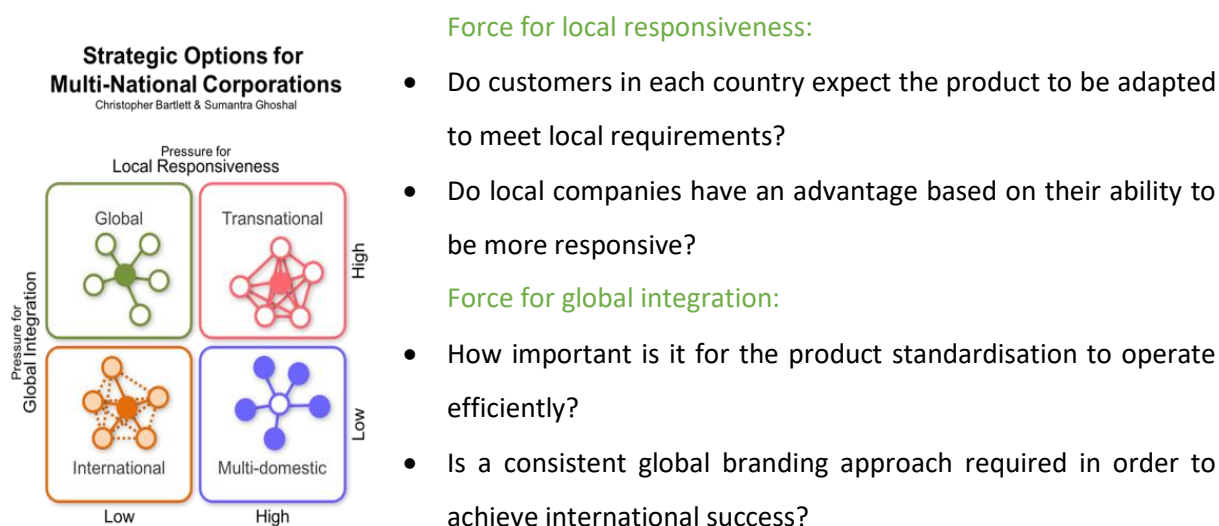 Strategic Options for
Multi-National Corporations
Christopher Bartlett & Sumantra Ghoshal
Pressure for
Local Responsiveness
Global
Transnational
High
Pressure for
Global Integration
International
Multi-domestic
Low
Low
High
Force for local responsiveness:
• Do customers in each country expect the product to be adapted
to meet local requirements?
• Do local companies have an advantage based on their ability to
be more responsive?
Force for global integration:
• How important is it for the product standardisation to operate
efficiently?
• Is a consistent global branding approach required in order to
achieve international success?